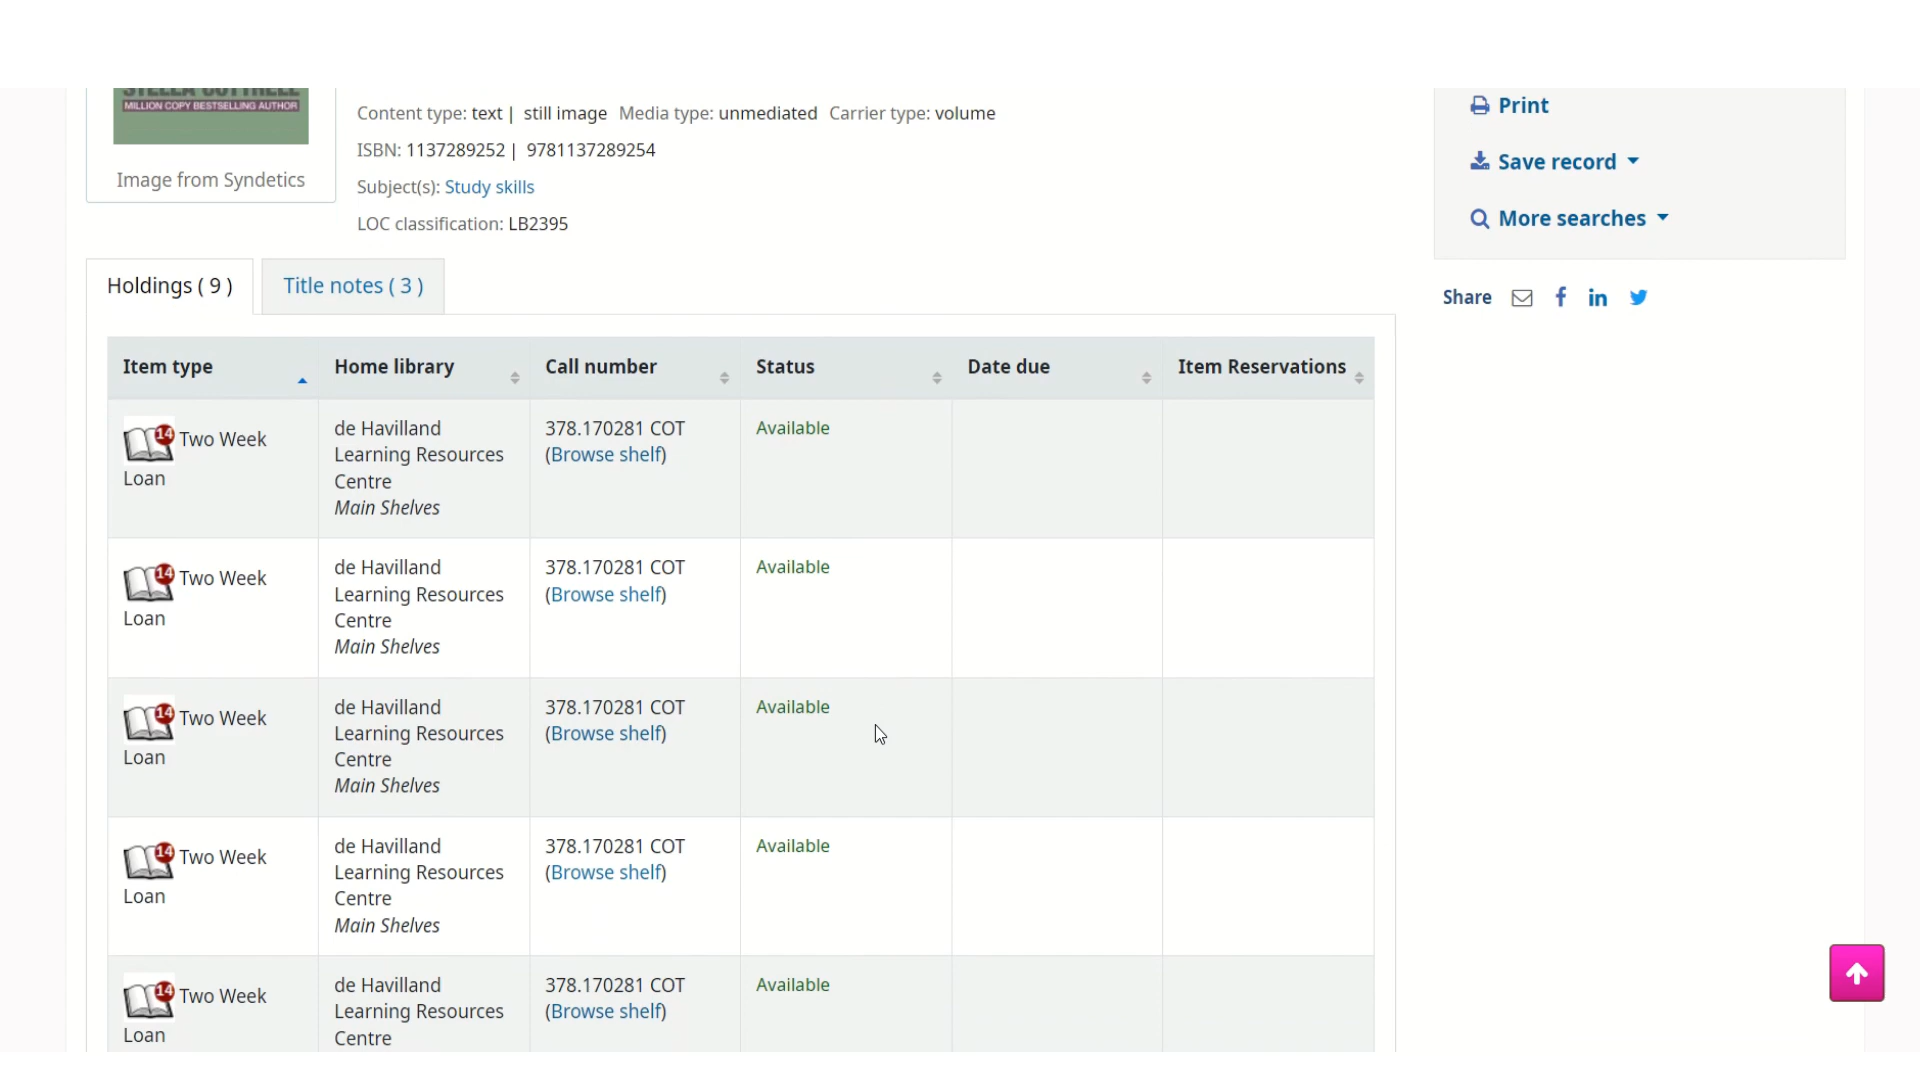 MILLION COPY BESTSELLING AUTHOR
Image from Syndetics
Content type: text | still image Media type: unmediated Carrier type: volume
ISBN: 1137289252 | 9781137289254
Subject(s): Study skills
LOC classification: LB2395
Print
Save record
More searches
Share
Holdings ( 9 )
Title notes ( 3 )
Item type Home library Call number Status Date due Item Reservations
14 Two Week
Loan
de Havilland
Learning Resources
Centre
Main Shelves
378.170281 COT
(Browse shelf)
Available
14 Two Week
Loan
de Havilland
Learning Resources
Centre
Main Shelves
378.170281 COT
(Browse shelf)
Available
14 Two Week
Loan
de Havilland
Learning Resources
Centre
Main Shelves
378.170281 COT
(Browse shelf)
Available
14 Two Week
Loan
de Havilland
Learning Resources
Centre
Main Shelves
378.170281 COT
(Browse shelf)
Available
14 Two Week
Loan
de Havilland
Learning Resources
Centre
378.170281 COT
(Browse shelf)
Available